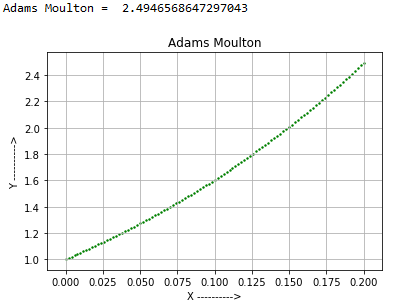 Adams Moulton =  2.4946568647297043
Adams Moulton
2.4
2.2
2.0
1.8
1.6
1.4
1.2
1.0
Y ---------->
0.000 0.025 0.050 0.075 0.100 0.125 0.150 0.175 0.200
X ---------->